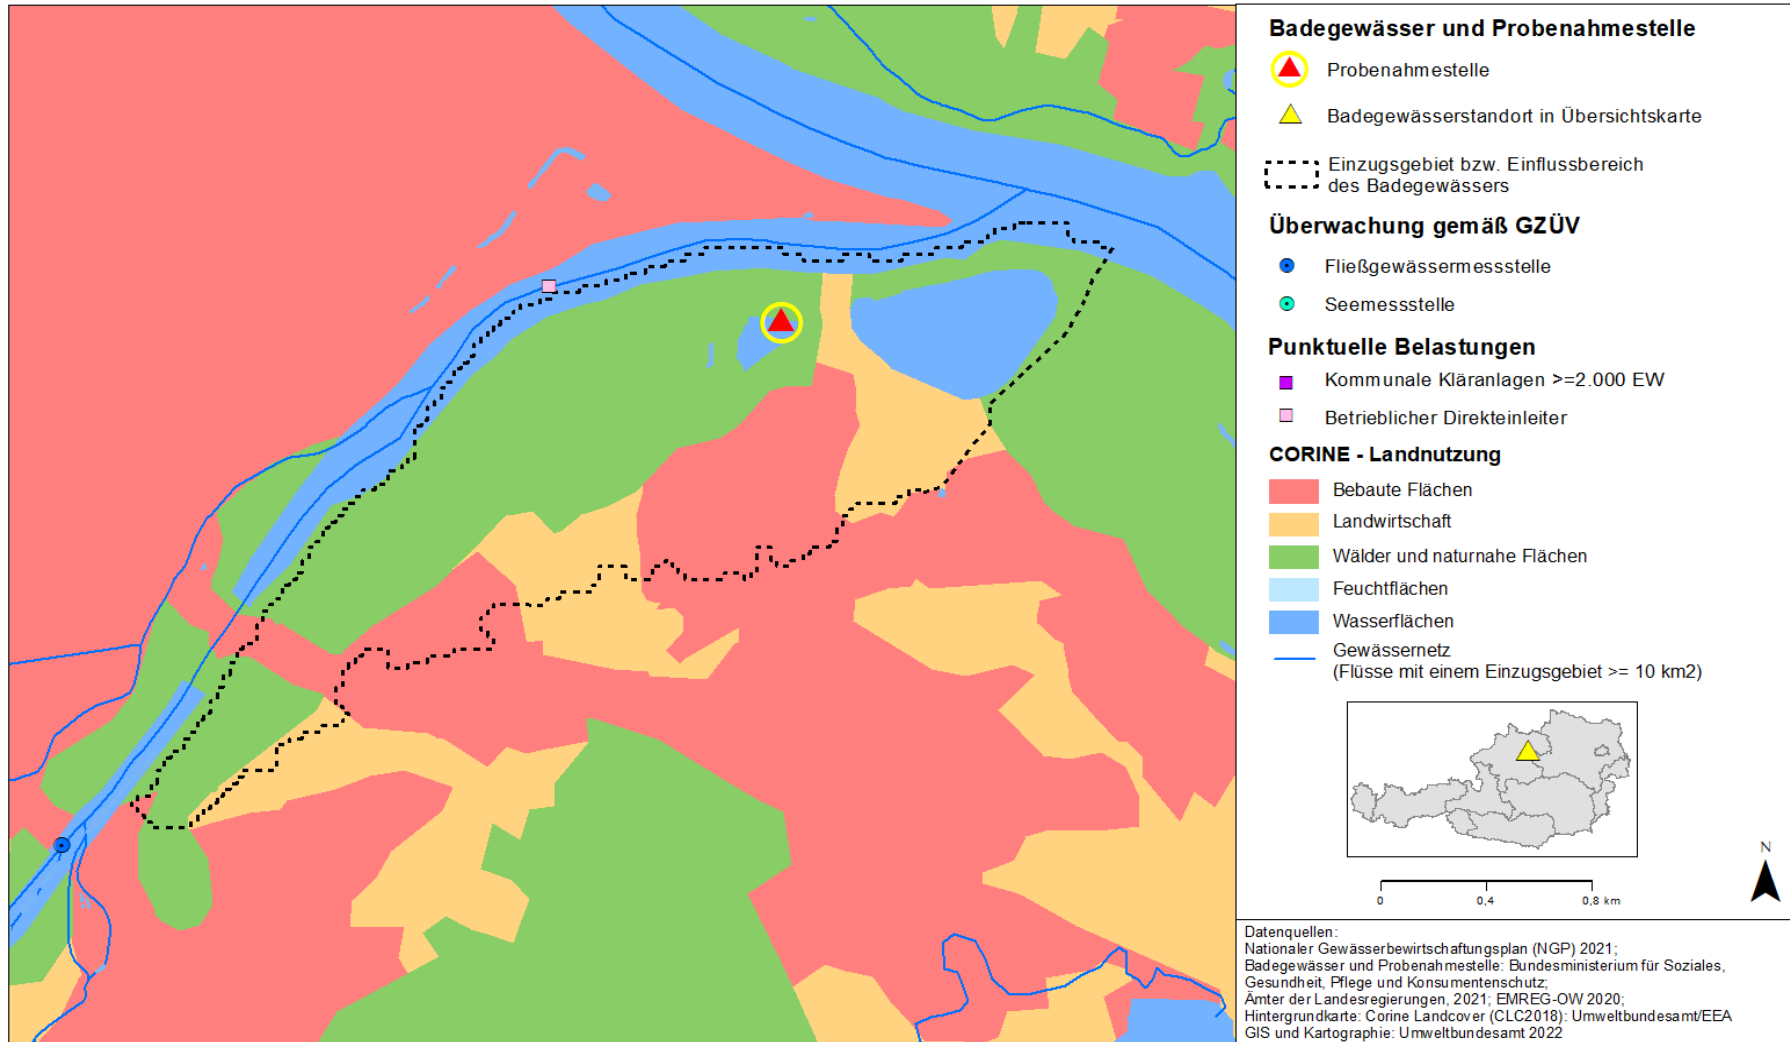 Badegewässer und Probenahmestelle
Probenahmestelle
Badegewässerstandort in Übersichtskarte
Einzugsgebiet bzw. Einflussbereich
des Badegewässers
Überwachung gemäß GZÜV
Fließgewässermessstelle
Seemessstelle
Punktuelle Belastungen
Kommunale Kläranlagen >=2.000 EW
Betrieblicher Direkteinleiter
CORINE - Landnutzung
Bebaute Flächen
Landwirtschaft
Wälder und naturnahe Flächen
Feuchtflächen
Wasserflächen
Gewässernetz
(Flüsse mit einem Einzugsgebiet >= 10 km2)
N
0 0,4 0,8 km
Datenquellen:
Nationaler Gewässerbewirtschaftungsplan (NGP) 2021;
Badegewässer und Probenahmestelle: Bundesministerium für Soziales,
Gesundheit, Pflege und Konsumentenschutz;
Ämter der Landesregierungen, 2021; EMREG-OW 2020;
Hintergrundkarte: Corine Landcover (CLC2018): Umweltbundesamt/EEA
GIS und Kartographie: Umweltbundesamt 2022